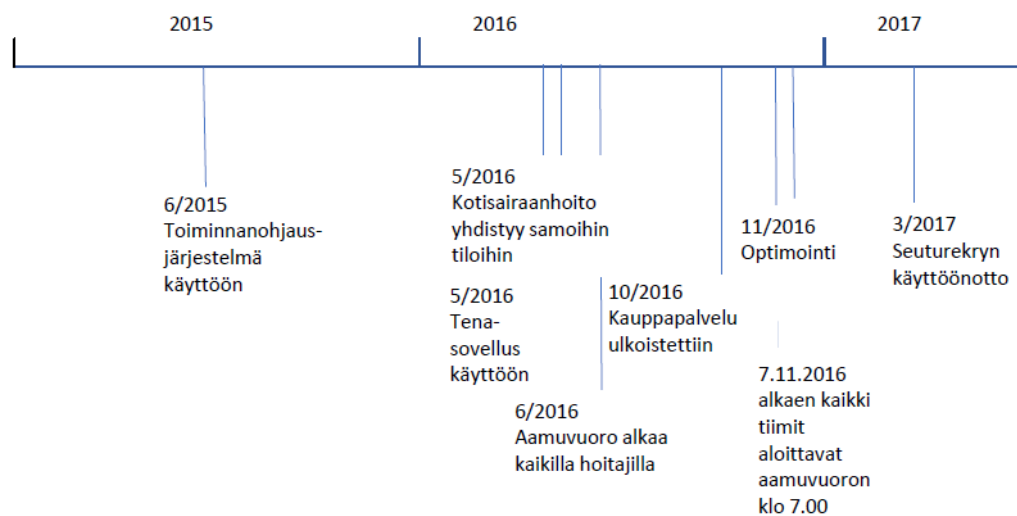 2015
2016
2017
6/2015
Toiminnanohjaus-
järjestelmä
käyttöön
5/2016
Kotisairaanhoito
yhdistyy samoihin
tiloihin
5/2016
Tena-
sovellus
käyttöön
6/2016
Aamuvuoro alkaa
kaikilla hoitajilla
10/2016
Kauppapalvelu
ulkoistettiin
11/2016
Optimointi
7.11.2016
alkaen kaikki
tiimit
aloittavat
aamuvuoron
klo 7.00
3/2017
Seuturekryn
käyttöönotto